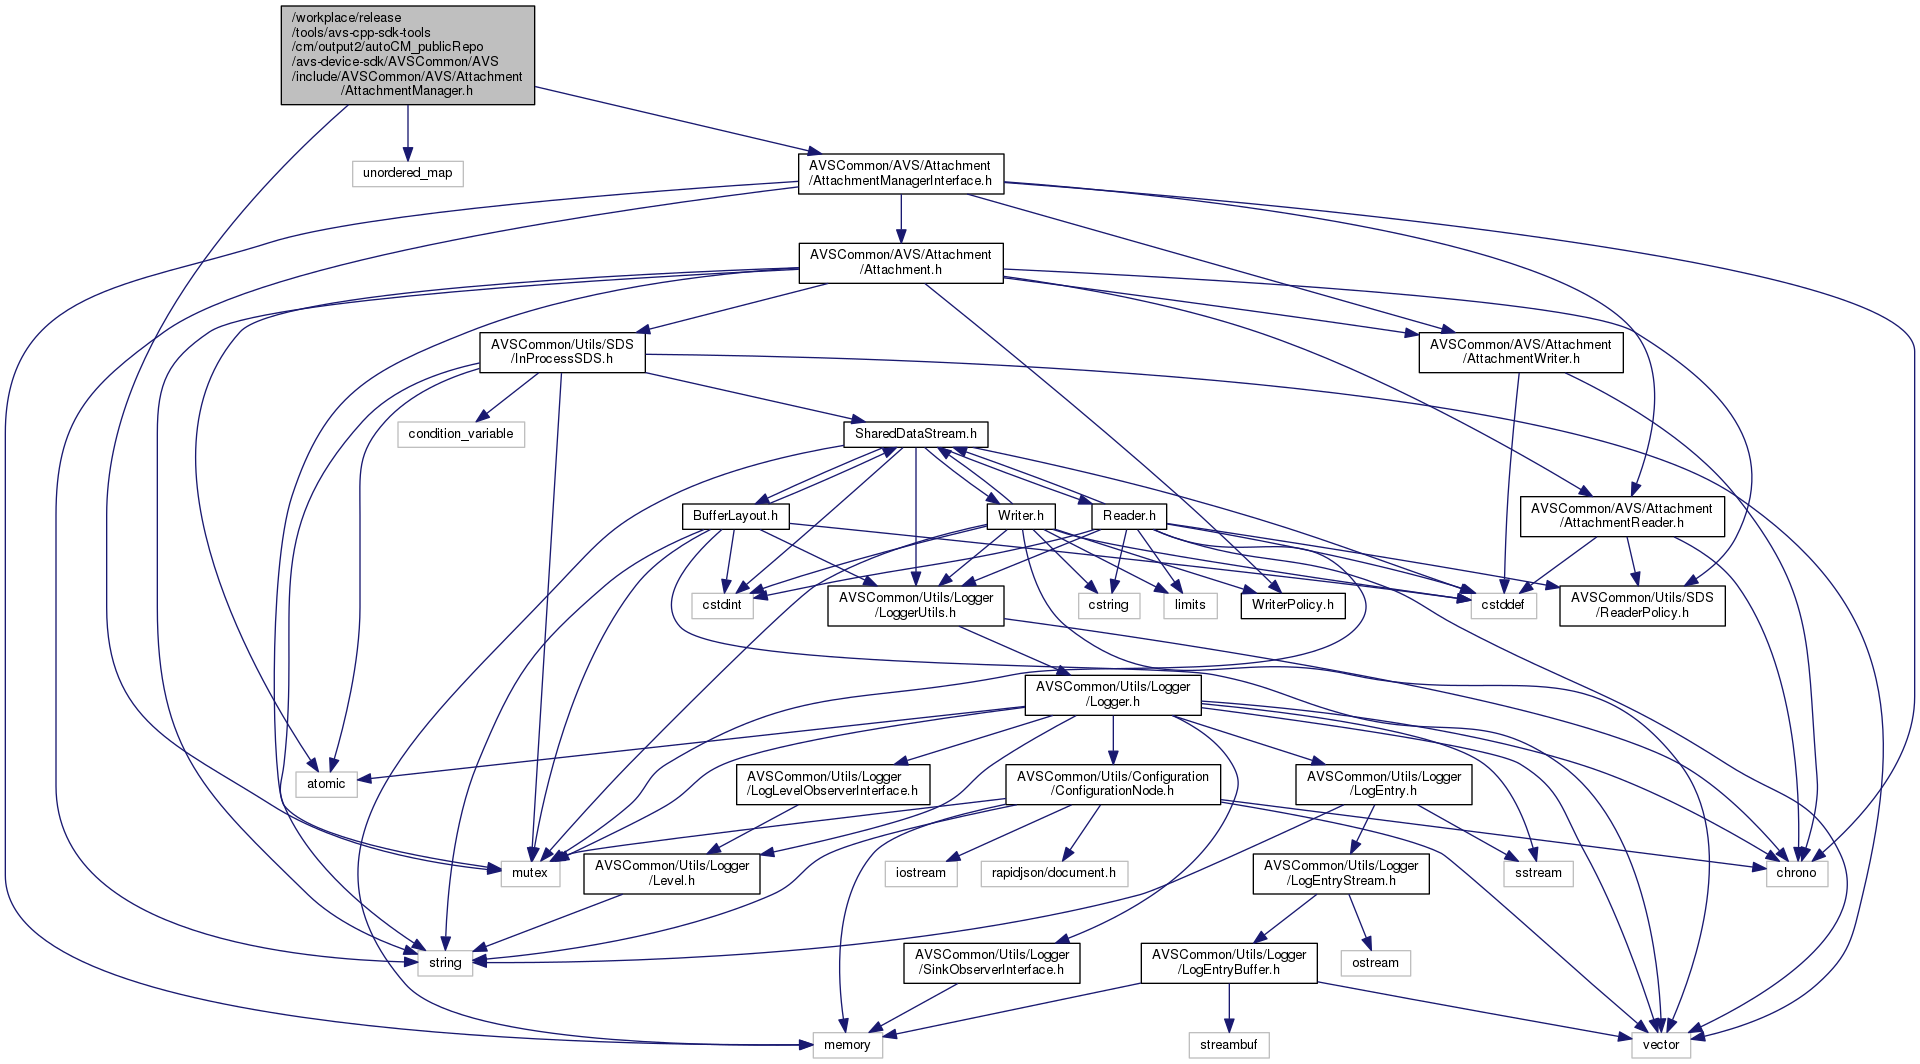 /workplace/release
/tools/avs-cpp-sdk-tools
/cm/output2/autoCM_publicRepo
/avs-device-sdk/AVSCommon/AVS
/include/AVSCommon/AVS/Attachment
/AttachmentManager.h
unordered_map
AVSCommon/AVS/Attachment
/AttachmentManagerInterface.h
AVSCommon/AVS/Attachment
/Attachment.h
AVSCommon/Utils/SDS
/InProcessSDS.h
AVSCommon/AVS/Attachment
/AttachmentWriter.h
condition_variable
SharedDataStream.h
BufferLayout.h
Writer.h
Reader.h
AVSCommon/AVS/Attachment
/AttachmentReader.h
cstdint
AVSCommon/Utils/Logger
/LoggerUtils.h
cstring
limits
WriterPolicy.h
cstddef
AVSCommon/Utils/SDS
/ReaderPolicy.h
AVSCommon/Utils/Logger
/Logger.h
atomic
AVSCommon/Utils/Logger
/LogLevelObserverInterface.h
AVSCommon/Utils/Configuration
/ConfigurationNode.h
AVSCommon/Utils/Logger
/LogEntry.h
mutex
AVSCommon/Utils/Logger
/Level.h
iostream
rapidjson/document.h
AVSCommon/Utils/Logger
/LogEntryStream.h
sstream
chrono
string
AVSCommon/Utils/Logger
/SinkObserverInterface.h
AVSCommon/Utils/Logger
/LogEntryBuffer.h
ostream
memory
streambuf
vector